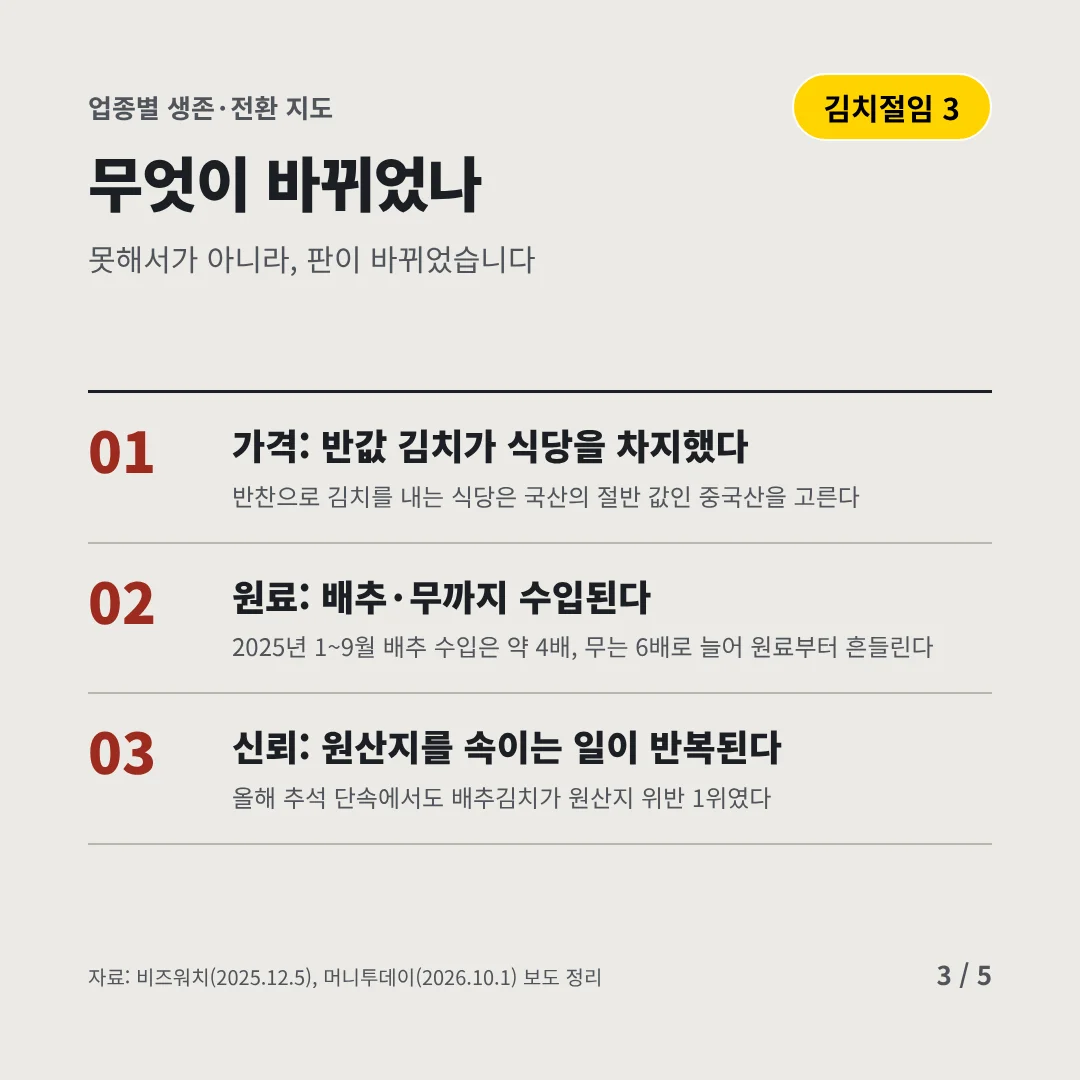 업종별 생존·전환 지도
김치절임 3
무엇이 바뀌었나
못해서가 아니라, 판이 바뀌었습니다
01
가격: 반값 김치가 식당을 차지했다
반찬으로 김치를 내는 식당은 국산의 절반 값인 중국산을 고른다
02
원료: 배추·무까지 수입된다
2025년 1~9월 배추 수입은 약 4배, 무는 6배로 늘어 원료부터 흔들린다
03
신뢰: 원산지를 속이는 일이 반복된다
올해 추석 단속에서도 배추김치가 원산지 위반 1위였다
자료: 비즈워치(2025.12.5), 머니투데이(2026.10.1) 보도 정리
3 / 5